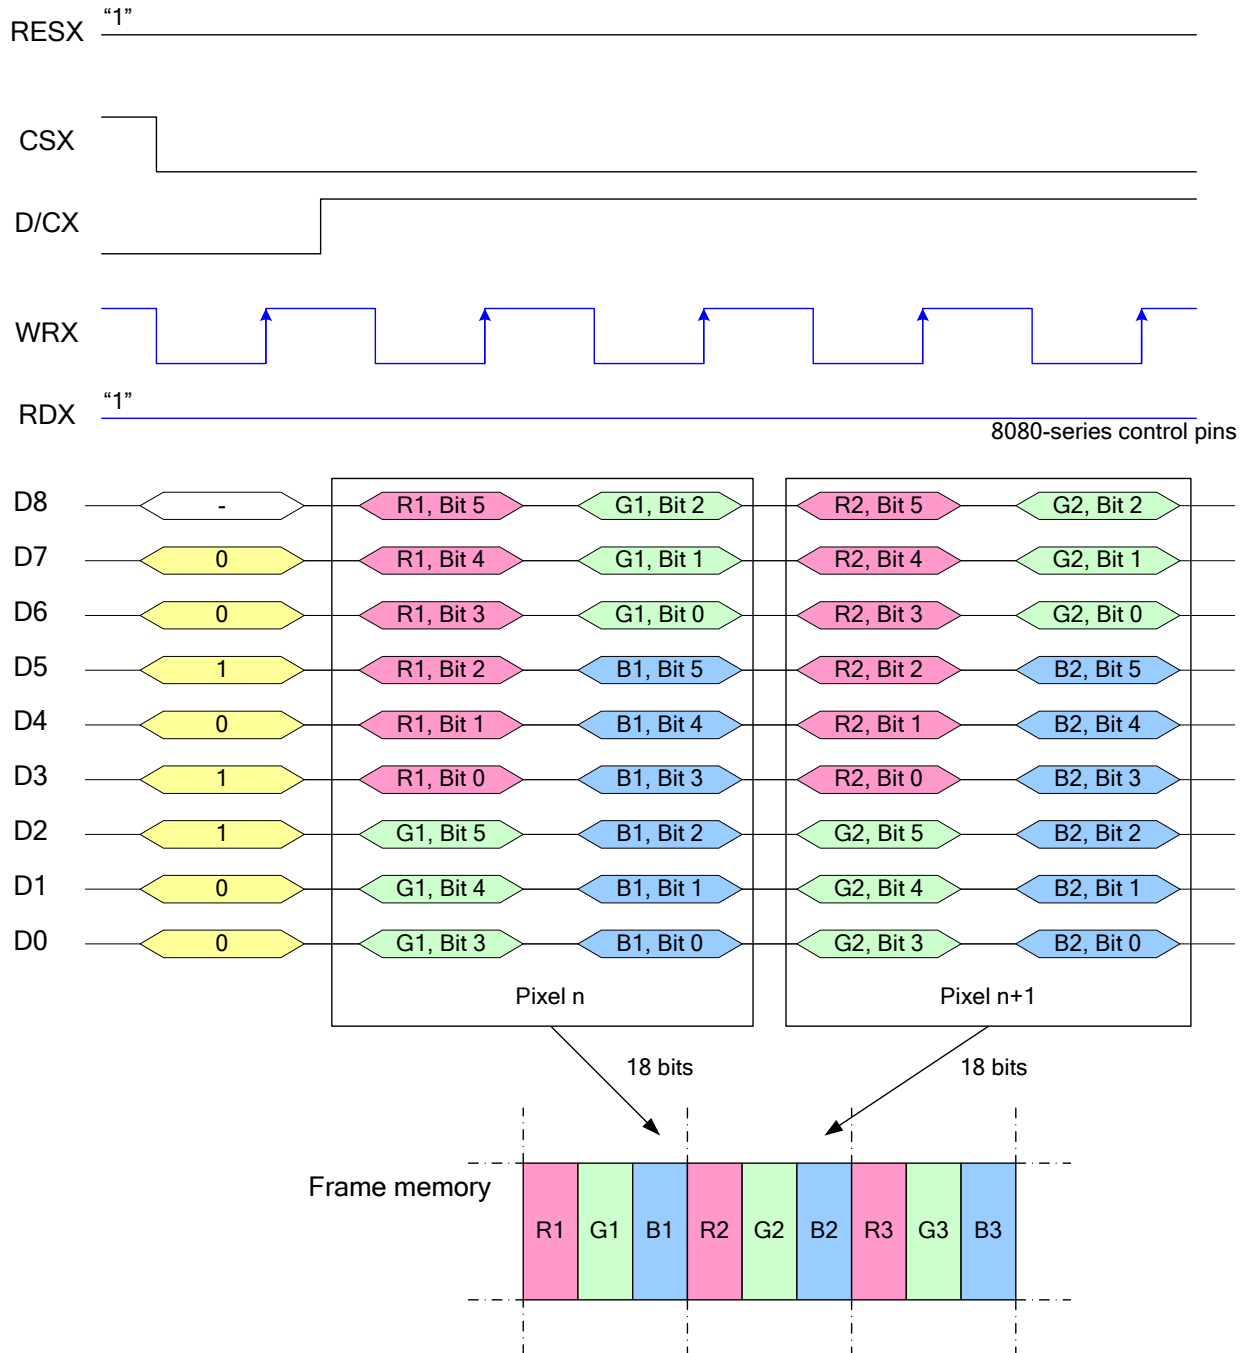 RESX “1”
CSX
D/CX
WRX
RDX “1”
8080-series control pins
D8 - R1, Bit 5 G1, Bit 2 R2, Bit 5 G2, Bit 2
D7 0 R1, Bit 4 G1, Bit 1 R2, Bit 4 G2, Bit 1
D6 0 R1, Bit 3 G1, Bit 0 R2, Bit 3 G2, Bit 0
D5 1 R1, Bit 2 B1, Bit 5 R2, Bit 2 B2, Bit 5
D4 0 R1, Bit 1 B1, Bit 4 R2, Bit 1 B2, Bit 4
D3 1 R1, Bit 0 B1, Bit 3 R2, Bit 0 B2, Bit 3
D2 1 G1, Bit 5 B1, Bit 2 G2, Bit 5 B2, Bit 2
D1 0 G1, Bit 4 B1, Bit 1 G2, Bit 4 B2, Bit 1
D0 0 G1, Bit 3 B1, Bit 0 G2, Bit 3 B2, Bit 0
Pixel n Pixel n+1
18 bits 18 bits
Frame memory
R1 G1 B1 R2 G2 B2 R3 G3 B3